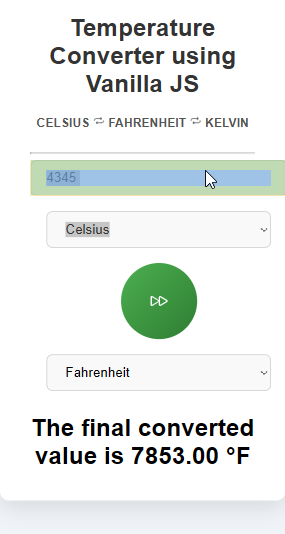 Temperature
Converter using
Vanilla JS
CELSIUS ⇄ FAHRENHEIT ⇄ KELVIN
4345
Celsius
Fahrenheit
The final converted
value is 7853.00 °F